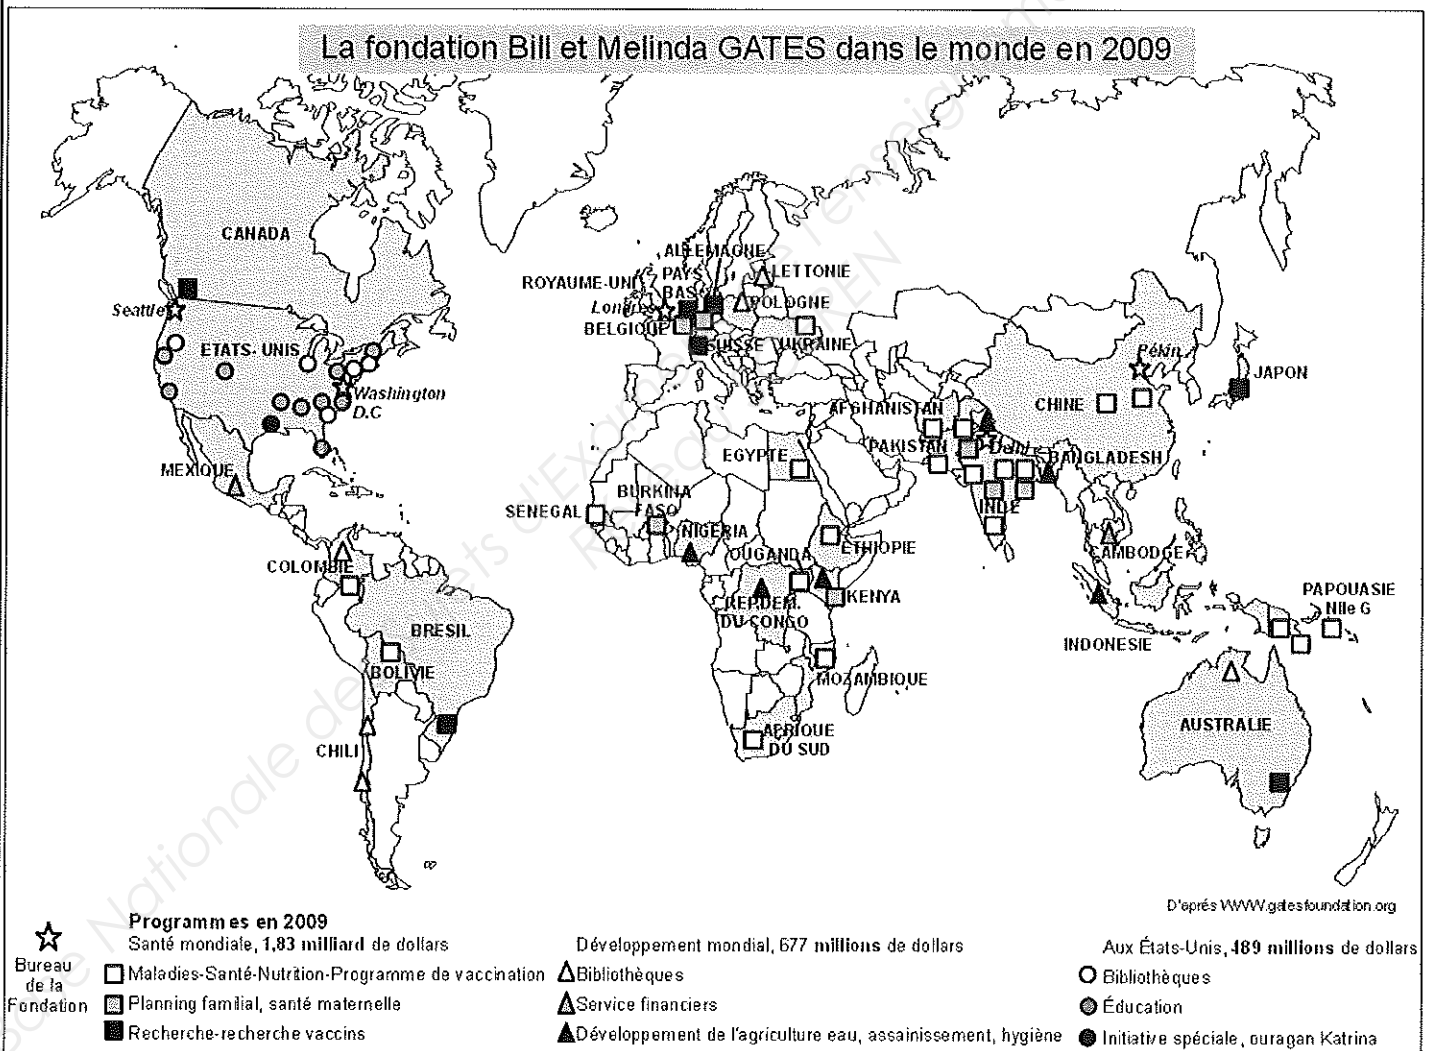 La fondation Bill et Melinda GATES dans le monde en 2009
CANADA
Seattle
ETATS-UNIS
Washington
D.C
MEXIQUE
COLOMBIE
BRESIL
BOLIVIE
CHILI
ALLEMAGNE
ROYAUME-UNI
PAYS
BAS
LETTONIE
Londres
POLOGNE
BELGIQUE
SUISSE
UKRAINE
EGYPTE
BURKINA
FASO
SENEGAL
NIGERIA
OUGANDA
ETHIOPIE
KENYA
REP.DEM.
DU CONGO
MOZAMBIQUE
AFRIQUE
DU SUD
AFGHANISTAN
PAKISTAN
Delhi
BANGLADESH
INDE
Pékin
CHINE
JAPON
CAMBODGE
INDONESIE
PAPOUASIE
Nlle G
AUSTRALIE
D'après WWW.gatesfoundation.org
Bureau
de la
Fondation
Programmes en 2009
Santé mondiale, 1,83 milliard de dollars
Maladies-Santé-Nutrition-Programme de vaccination
Planning familial, santé maternelle
Recherche-recherche vaccins
Développement mondial, 677 millions de dollars
Bibliothèques
Service financiers
Développement de l'agriculture eau, assainissement, hygiène
Aux États-Unis, 489 millions de dollars
Bibliothèques
Éducation
Initiative spéciale, ouragan Katrina